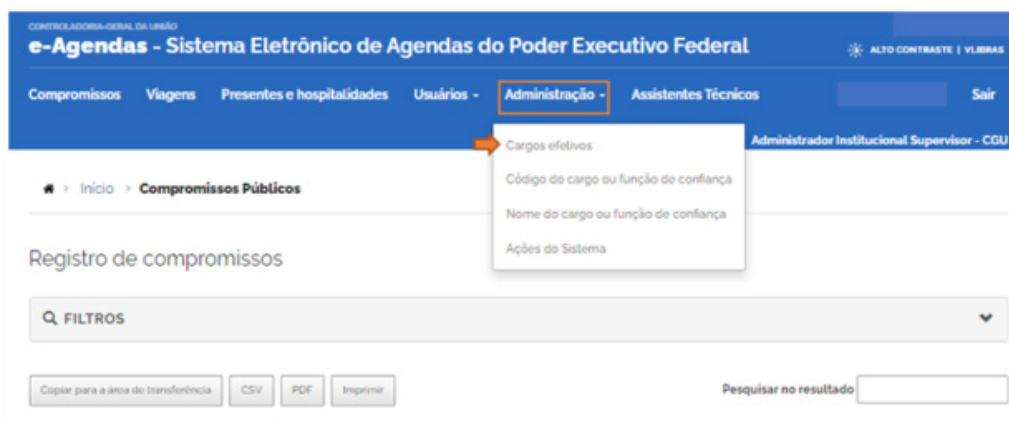 CONTROLADORIA-GERAL DA UNIÃO
e-Agendas - Sistema Eletrônico de Agendas do Poder Executivo Federal
ALTO CONTRASTE | VLIBRAS
Compromissos Viagens Presentes e hospitalidades Usuários - Administração - Assistentes Técnicos Sair
Administrador Institucional Supervisor - CGU
Cargos efetivos
Código do cargo ou função de confiança
Nome do cargo ou função de confiança
Ações do Sistema
> Início > Compromissos Públicos
Registro de compromissos
FILTROS
Copiar para a área de transferência CSV PDF Imprimir Pesquisar no resultado